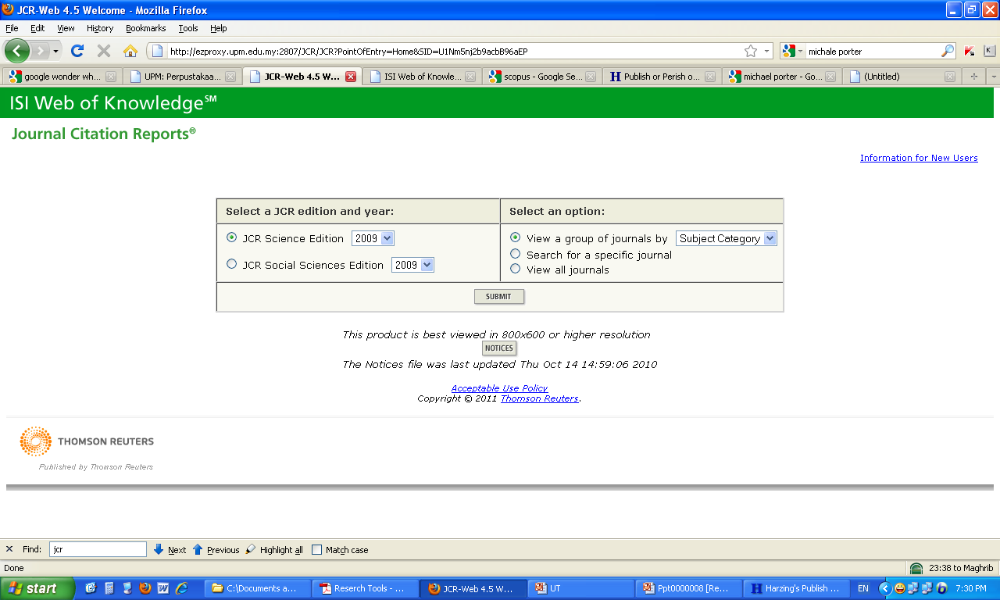 JCR-Web 4.5 Welcome - Mozilla Firefox
File Edit View History Bookmarks Tools Help
http://ezproxy.upm.edu.my:2807/JCR/JCR?PointOfEntry=Home&SID=U1Nm5nj2b9acbB96aEP michale porter
google wonder wh... UPM: Perpustakaa... JCR-Web 4.5 W... ISI Web of Knowle... scopus - Google Se... Publish or Perish o... michael porter - Go... (Untitled)
ISI Web of Knowledge℠
Journal Citation Reports®
Information for New Users
Select a JCR edition and year: Select an option:
JCR Science Edition 2009 View a group of journals by Subject Category
Search for a specific journal
JCR Social Sciences Edition 2009 View all journals
SUBMIT
This product is best viewed in 800x600 or higher resolution
NOTICES
The Notices file was last updated Thu Oct 14 14:59:06 2010
Acceptable Use Policy
Copyright © 2011 Thomson Reuters.
THOMSON REUTERS
Published by Thomson Reuters
Find: jcr Next Previous Highlight all Match case
Done 23:38 to Maghrib
start C:\Documents a... Reserch Tools - ... JCR-Web 4.5 W... UT Ppt0000008 [Re... Harzing's Publish ... EN 7:30 PM